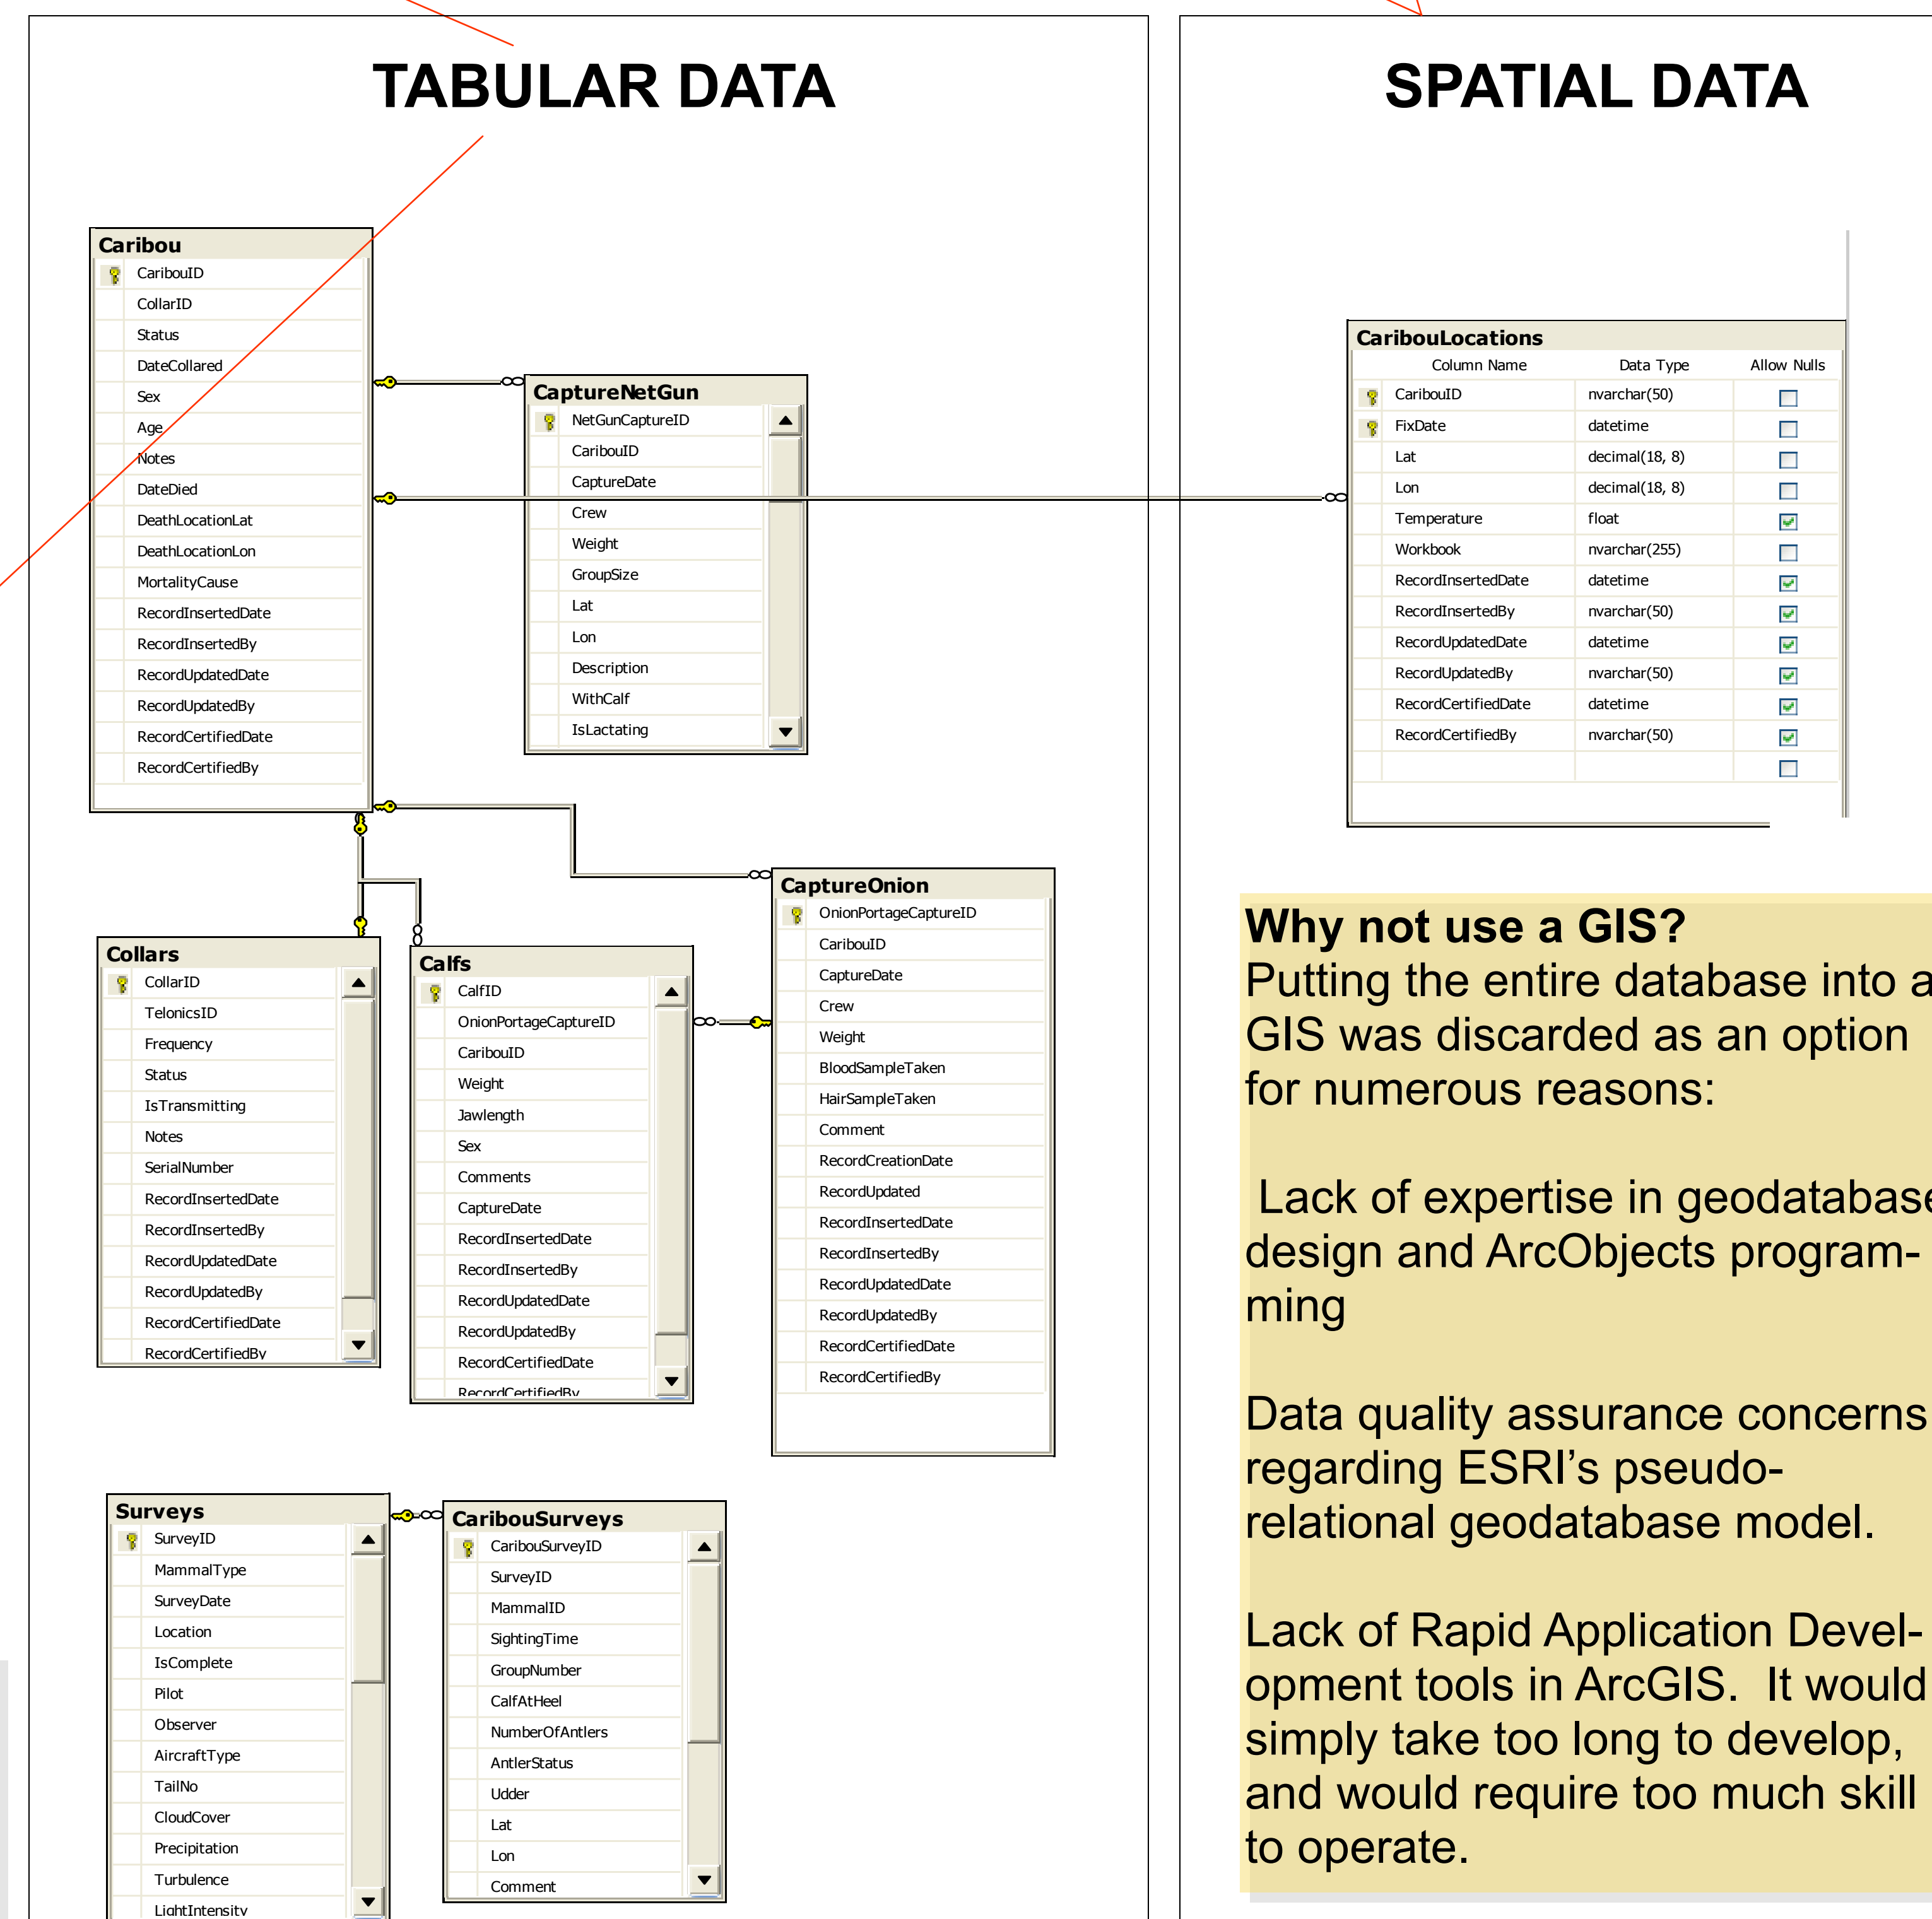 TABULAR DATA
Caribou
CaribouID
CollarID
Status
DateCollared
Sex
Age
Notes
DateDied
DeathLocationLat
DeathLocationLon
MortalityCause
RecordInsertedDate
RecordInsertedBy
RecordUpdatedDate
RecordUpdatedBy
RecordCertifiedDate
RecordCertifiedBy
CaptureNetGun
NetGunCaptureID
CaribouID
CaptureDate
Crew
Weight
GroupSize
Lat
Lon
Description
WithCalf
IsLactating
Collars
CollarID
TelonicsID
Frequency
Status
IsTransmitting
Notes
SerialNumber
RecordInsertedDate
RecordInsertedBy
RecordUpdatedDate
RecordUpdatedBy
RecordCertifiedDate
RecordCertifiedBy
Calfs
CalfID
OnionPortageCaptureID
CaribouID
Weight
Jawlength
Sex
Comments
CaptureDate
RecordInsertedDate
RecordInsertedBy
RecordUpdatedDate
RecordUpdatedBy
RecordCertifiedDate
RecordCertifiedBy
CaptureOnion
OnionPortageCaptureID
CaribouID
CaptureDate
Crew
Weight
BloodSampleTaken
HairSampleTaken
Comment
RecordCreationDate
RecordUpdated
RecordInsertedDate
RecordInsertedBy
RecordUpdatedDate
RecordUpdatedBy
RecordCertifiedDate
RecordCertifiedBy
Surveys
SurveyID
MammalType
SurveyDate
Location
IsComplete
Pilot
Observer
AircraftType
TailNo
CloudCover
Precipitation
Turbulence
LightIntensity
CaribouSurveys
CaribouSurveyID
SurveyID
MammalID
SightingTime
GroupNumber
CalfAtHeel
NumberOfAntlers
AntlerStatus
Udder
Lat
Lon
Comment
SPATIAL DATA
CaribouLocations
Column Name Data Type Allow Nulls
CaribouID nvarchar(50)
FixDate datetime
Lat decimal(18, 8)
Lon decimal(18, 8)
Temperature float
Workbook nvarchar(255)
RecordInsertedDate datetime
RecordInsertedBy nvarchar(50)
RecordUpdatedDate datetime
RecordUpdatedBy nvarchar(50)
RecordCertifiedDate datetime
RecordCertifiedBy nvarchar(50)
Why not use a GIS?
Putting the entire database into a
GIS was discarded as an option
for numerous reasons:
Lack of expertise in geodatabase
design and ArcObjects program-
ming
Data quality assurance concerns
regarding ESRI’s pseudo-
relational geodatabase model.
Lack of Rapid Application Devel-
opment tools in ArcGIS. It would
simply take too long to develop,
and would require too much skill
to operate.